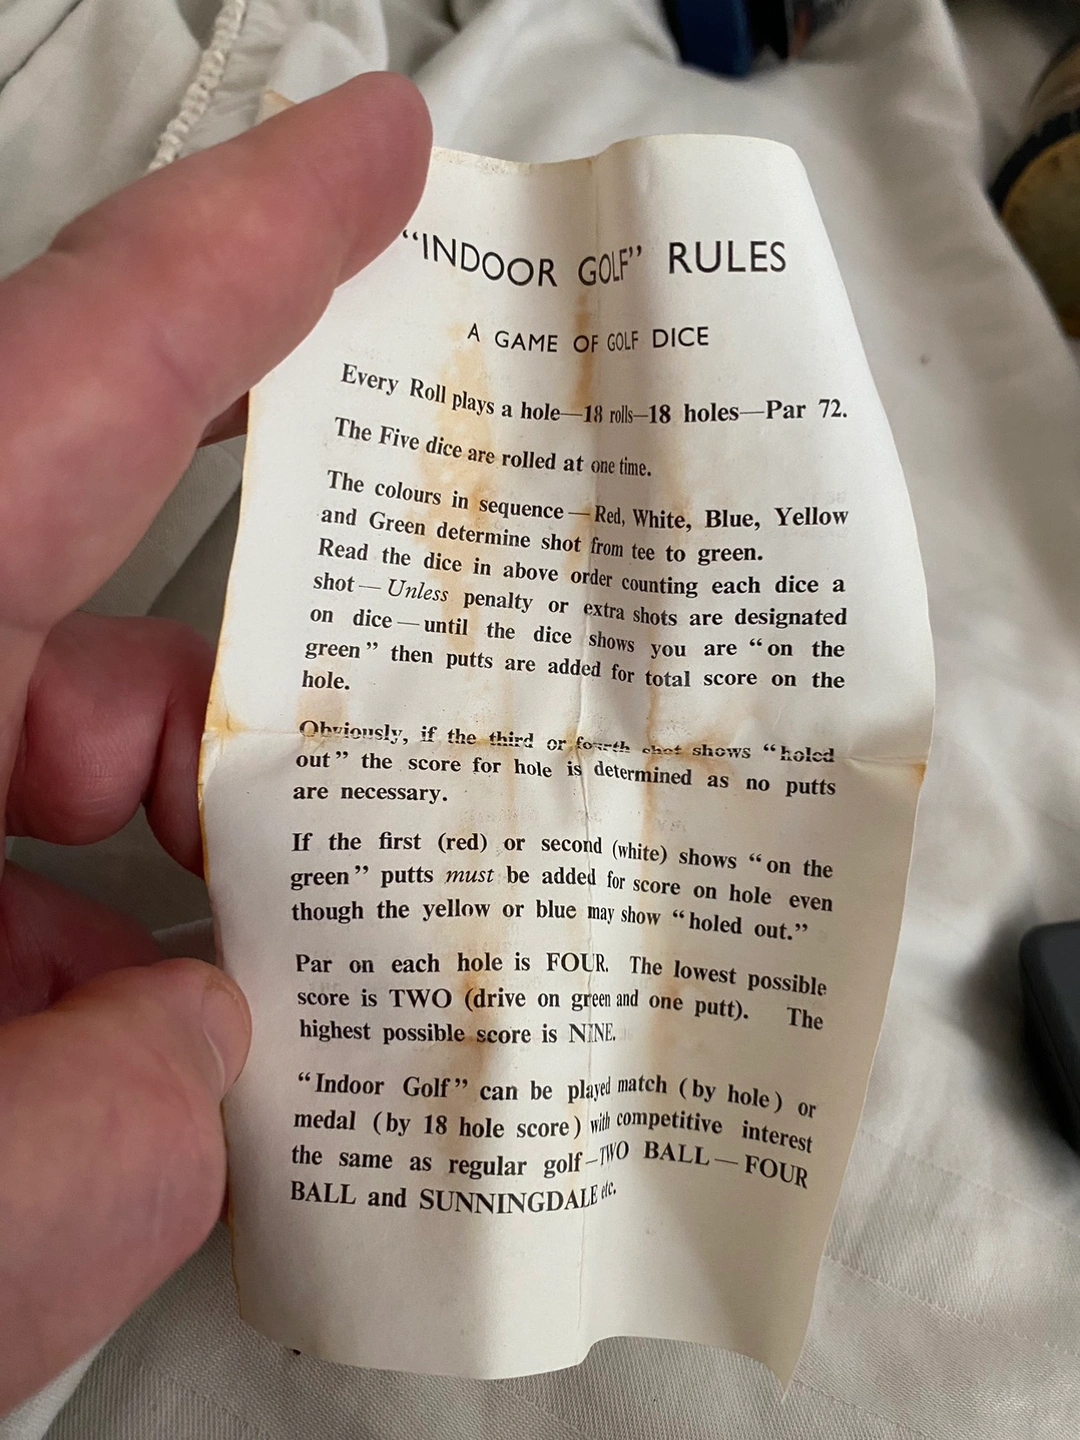 “INDOOR GOLF” RULES
A GAME OF GOLF DICE
Every Roll plays a hole—18 rolls—18 holes—Par 72.
The Five dice are rolled at one time.
The colours in sequence—Red, White, Blue, Yellow
and Green determine shot from tee to green.
Read the dice in above order counting each dice a
shot—Unless penalty or extra shots are designated
on dice—until the dice shows you are “on the
green” then putts are added for total score on the
hole.
Obviously, if the third or fourth shot shows “holed
out” the score for hole is determined as no putts
are necessary.
If the first (red) or second (white) shows “on the
green” putts must be added for score on hole even
though the yellow or blue may show “holed out.”
Par on each hole is FOUR. The lowest possible
score is TWO (drive on green and one putt). The
highest possible score is NINE.
“Indoor Golf” can be played match (by hole) or
medal (by 18 hole score) with competitive interest
the same as regular golf—TWO BALL—FOUR
BALL and SUNNINGDALE etc.